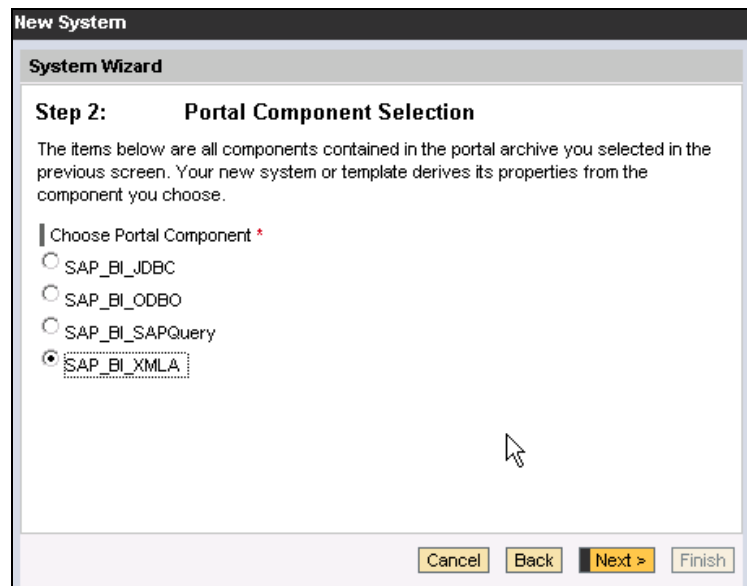 New System
System Wizard
Step 2: Portal Component Selection
The items below are all components contained in the portal archive you selected in the
previous screen. Your new system or template derives its properties from the
component you choose.
Choose Portal Component *
SAP_BI_JDBC
SAP_BI_ODBO
SAP_BI_SAPQuery
SAP_BI_XMLA
Cancel Back Next > Finish